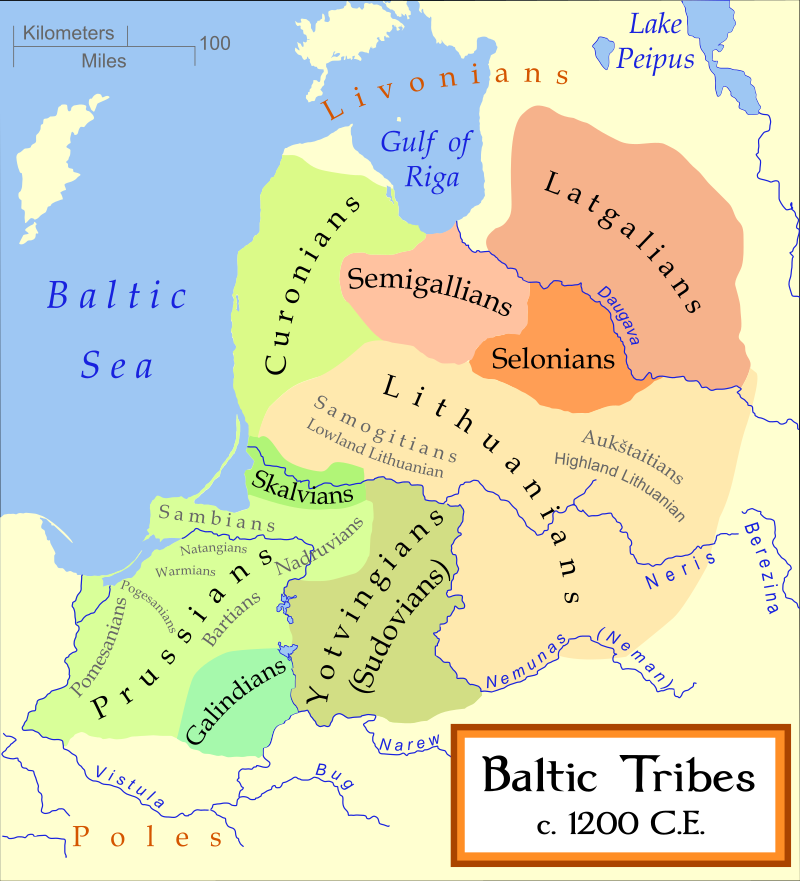 Kilometers
100
Miles
Lake
Peipus
Livonians
Gulf of
Riga
Latgalians
Curonians
Semigallians
Daugava
Baltic
Sea
Selonians
Lithuanians
Samogitians
Lowland Lithuanian
Aukštaitians
Highland Lithuanian
Skalvians
Sambians
Natangians
Nadruvians
Warmians
Pogesanians
Bartians
Pomesanians
Prussians
Yotvingians
(Sudovians)
Galindians
Neris
Berezina
Nemunas (Neman)
Narew
Bug
Vistula
Poles
Baltic Tribes
c. 1200 C.E.